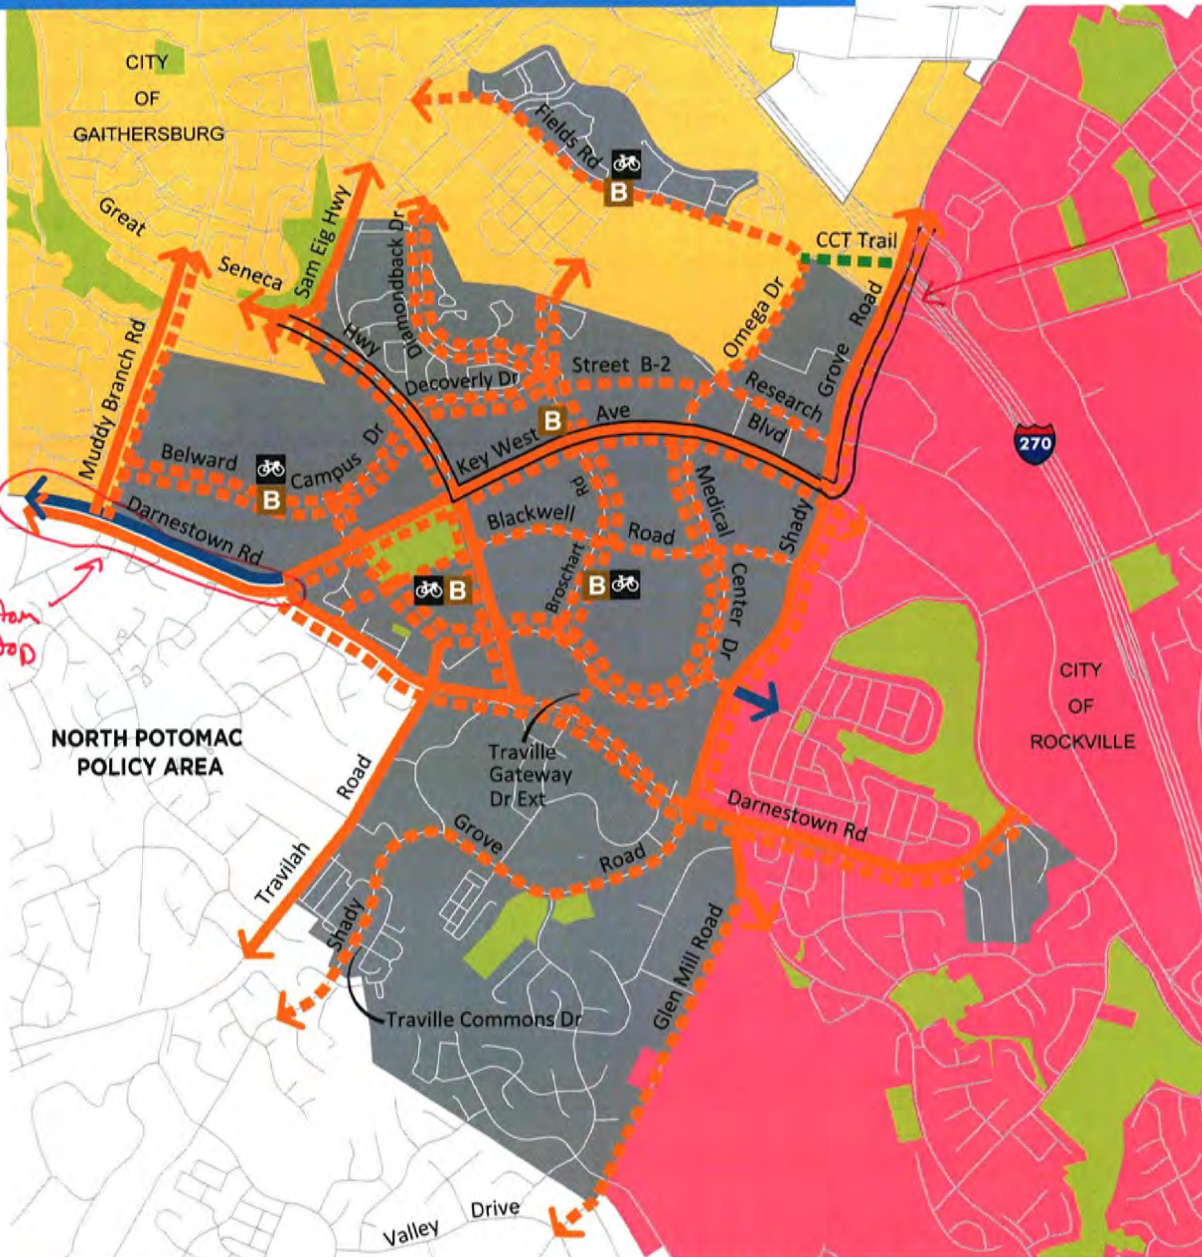 CITY
OF
GAITHERSBURG
Fields Rd
B
Great
Seneca
Hwy
Sam Eig Hwy
CCT Trail
Diamondback Dr
Omega Dr
Grove
Road
Muddy Branch Rd
Decoverly Dr
Street B-2
Research
Blvd
B
Key West
Ave
270
Belward
Campus
Dr
B
Darnestown Rd
Blackwell
Road
Rd
Medical
Center
Dr
Shady
Broschart
B
B
CITY
OF
ROCKVILLE
NORTH POTOMAC
POLICY AREA
Traville
Gateway
Dr Ext
Road
Travilah
Darnestown Rd
Grove
Road
Shady
Glen Mill Road
Traville Commons Dr
Valley
Drive